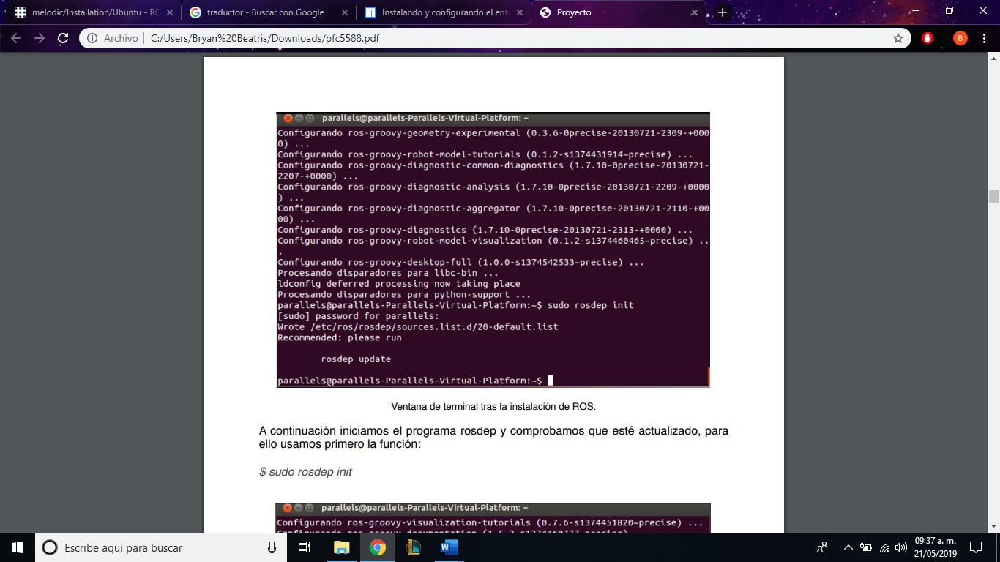 melodic/Installation/Ubuntu - RO
traductor - Buscar con Google
Instalando y configurando el ent
Proyecto
Archivo
C:/Users/Bryan%20Beatris/Downloads/pfc5588.pdf
B
parallels@parallels-Parallels-Virtual-Platform: ~
Configurando ros-groovy-geometry-experimental (0.3.6-0precise-20130721-2309-+000
0) ...
Configurando ros-groovy-robot-model-tutorials (0.1.2-s1374431914~precise) ...
Configurando ros-groovy-diagnostic-common-diagnostics (1.7.10-0precise-20130721-
2207-+0000) ...
Configurando ros-groovy-diagnostic-analysis (1.7.10-0precise-20130721-2209-+0000
) ...
Configurando ros-groovy-diagnostic-aggregator (1.7.10-0precise-20130721-2110-+00
00) ...
Configurando ros-groovy-diagnostics (1.7.10-0precise-20130721-2313-+0000) ...
Configurando ros-groovy-robot-model-visualization (0.1.2-s1374460465~precise) ..
.
Configurando ros-groovy-desktop-full (1.0.0-s1374542533~precise) ...
Procesando disparadores para libc-bin ...
ldconfig deferred processing now taking place
Procesando disparadores para python-support ...
parallels@parallels-Parallels-Virtual-Platform:~$ sudo rosdep init
[sudo] password for parallels:
Wrote /etc/ros/rosdep/sources.list.d/20-default.list
Recommended: please run
rosdep update
parallels@parallels-Parallels-Virtual-Platform:~$
Ventana de terminal tras la instalación de ROS.
A continuación iniciamos el programa rosdep y comprobamos que esté actualizado, para
ello usamos primero la función:
$ sudo rosdep init
parallels@parallels-Parallels-Virtual-Platform: ~
Configurando ros-groovy-visualization-tutorials (0.7.6-s1374451820~precise) ...
Escribe aquí para buscar
09:37 a. m.
21/05/2019